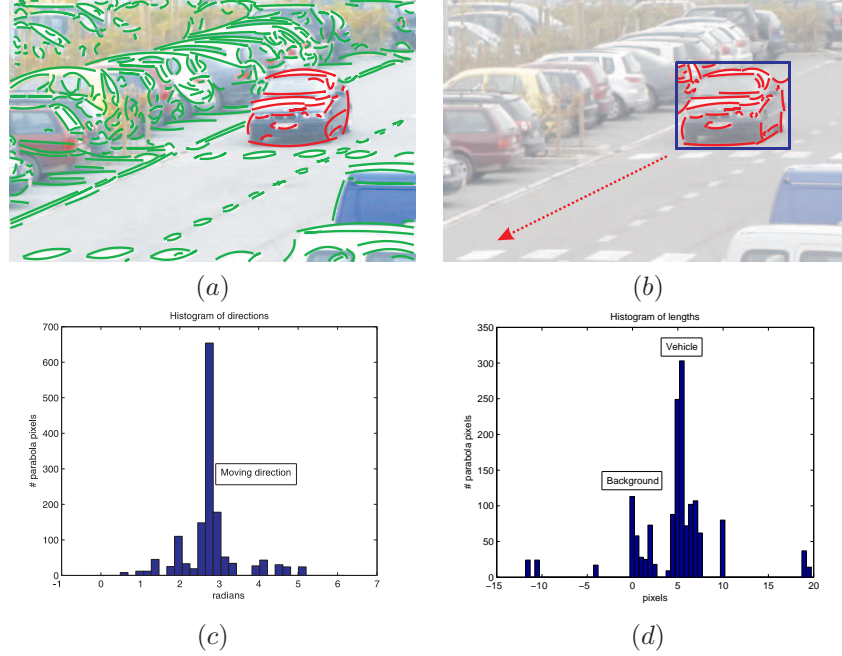 (a)
(b)
Histogram of directions
700
600
500
400
300
200
100
0
−1
0
1
2
3
4
5
6
7
# parabola pixels
radians
Moving direction
(c)
Histogram of lengths
350
300
250
200
150
100
50
0
−15
−10
−5
0
5
10
15
20
# parabola pixels
pixels
Vehicle
Background
(d)